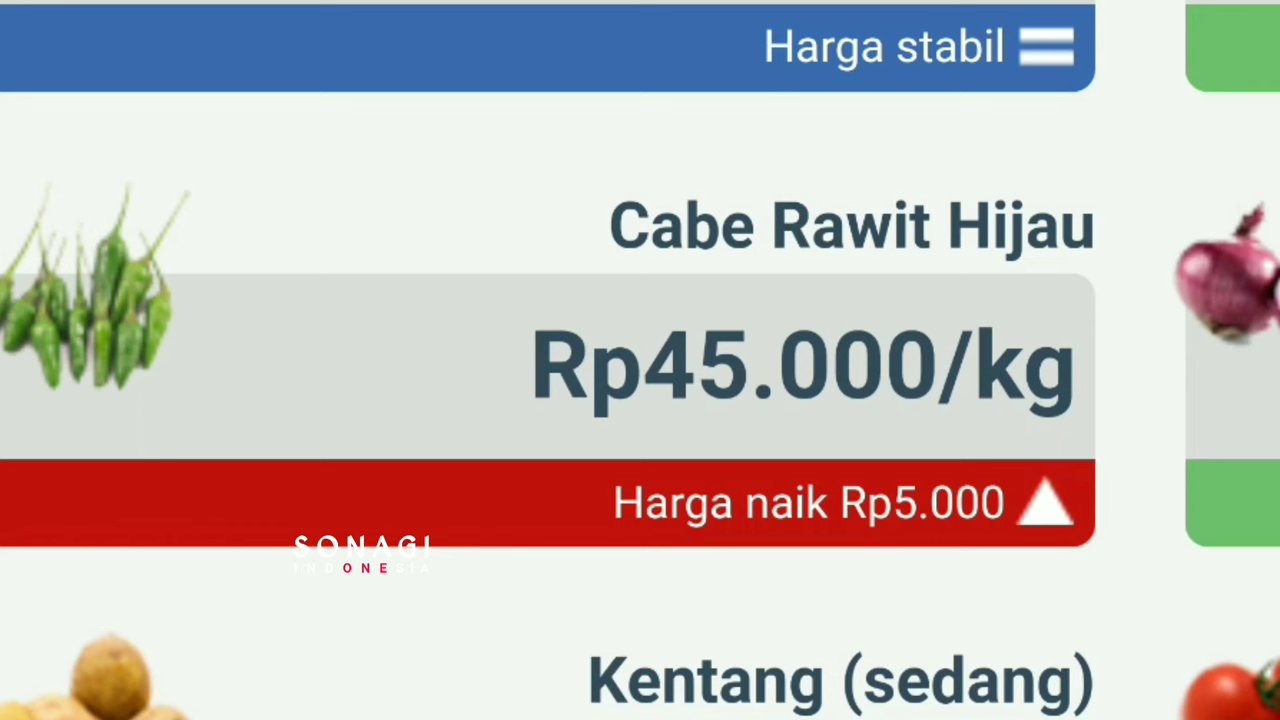 Harga stabil
Cabe Rawit Hijau
Rp45.000/kg
Harga naik Rp5.000
SONAGI
INDONESIA
Kentang (sedang)